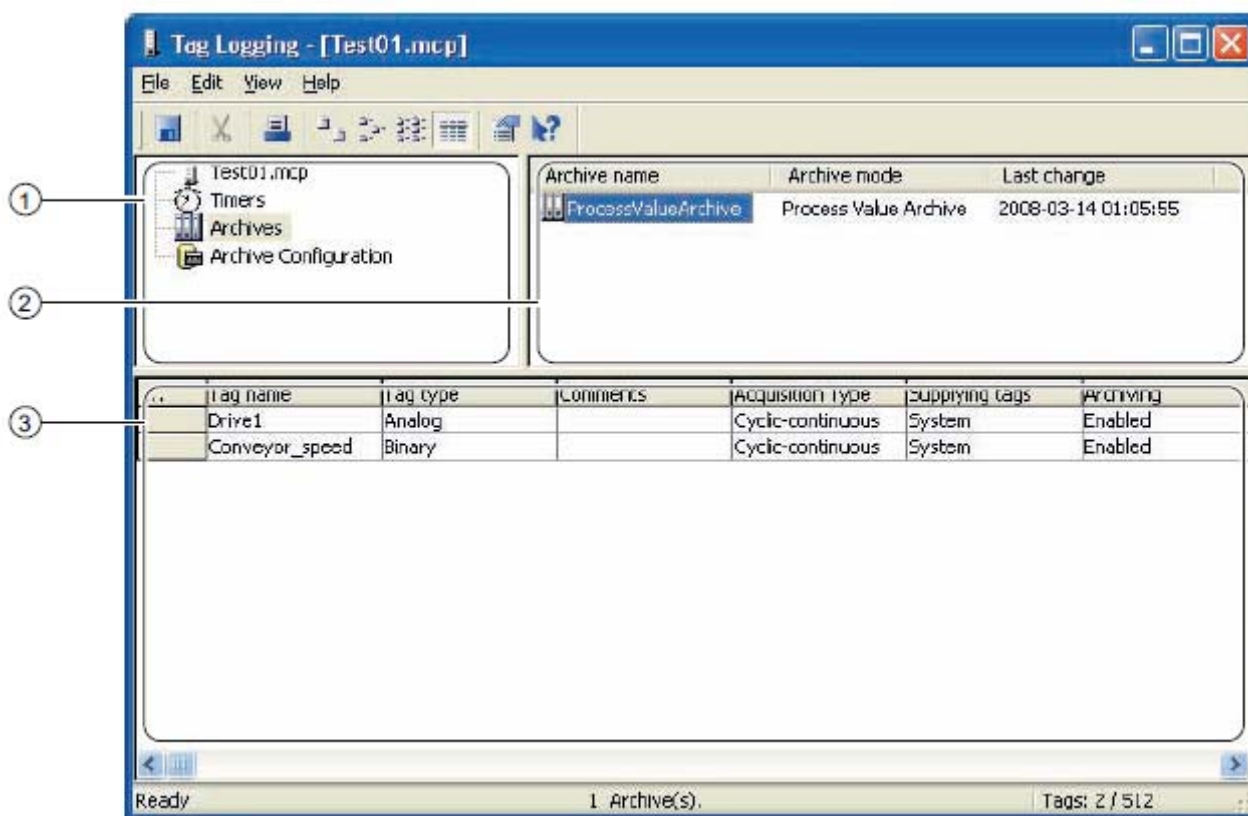 Tag Logging - [Test01.mcp]
File Edit View Help
1
Test01.mcp
Timers
Archives
Archive Configuration
2
Archive name Archive mode Last change
ProcessValueArchive Process Value Archive 2008-03-14 01:05:55
3
Tag name Tag type Comments Acquisition Type Supplying tags Archiving
Drive1 Analog Cyclic-continuous System Enabled
Conveyor_speed Binary Cyclic-continuous System Enabled
Ready 1 Archive(s). Tags: 2 / 512